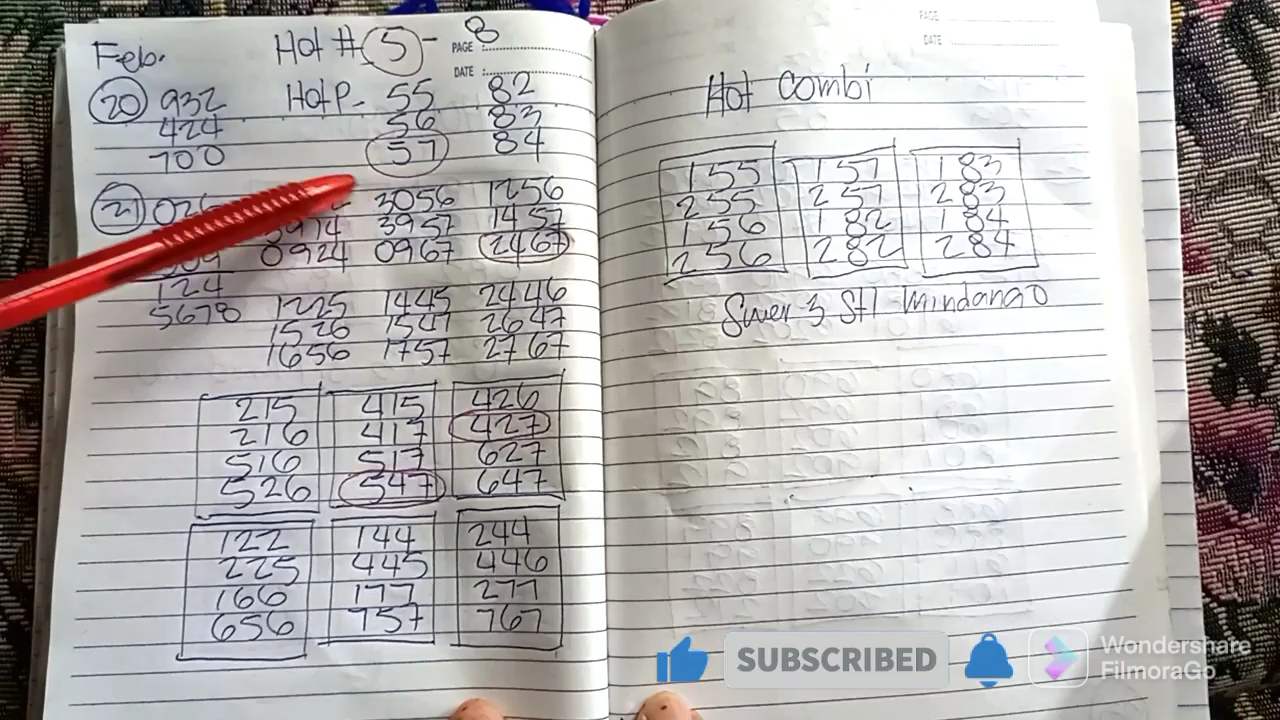 Feb. Hot # 5 - 8
PAGE :
DATE :
20 932 Hot P- 55 82
424 56 83
700 57 84
21 3056 1256
3914 3957 1457
0924 0967 2467
124
5678 1225 1445 2446
1526 1547 2647
1656 1757 2767
215 415 426
216 417 427
516 517 627
526 547 647
122 144 244
225 445 446
166 177 277
656 757 767
PAGE
DATE
Hot Combi
155 157 183
255 257 283
156 182 184
256 282 284
Swer-3 Stl Mindanao
SUBSCRIBED
Wondershare
FilmoraGo